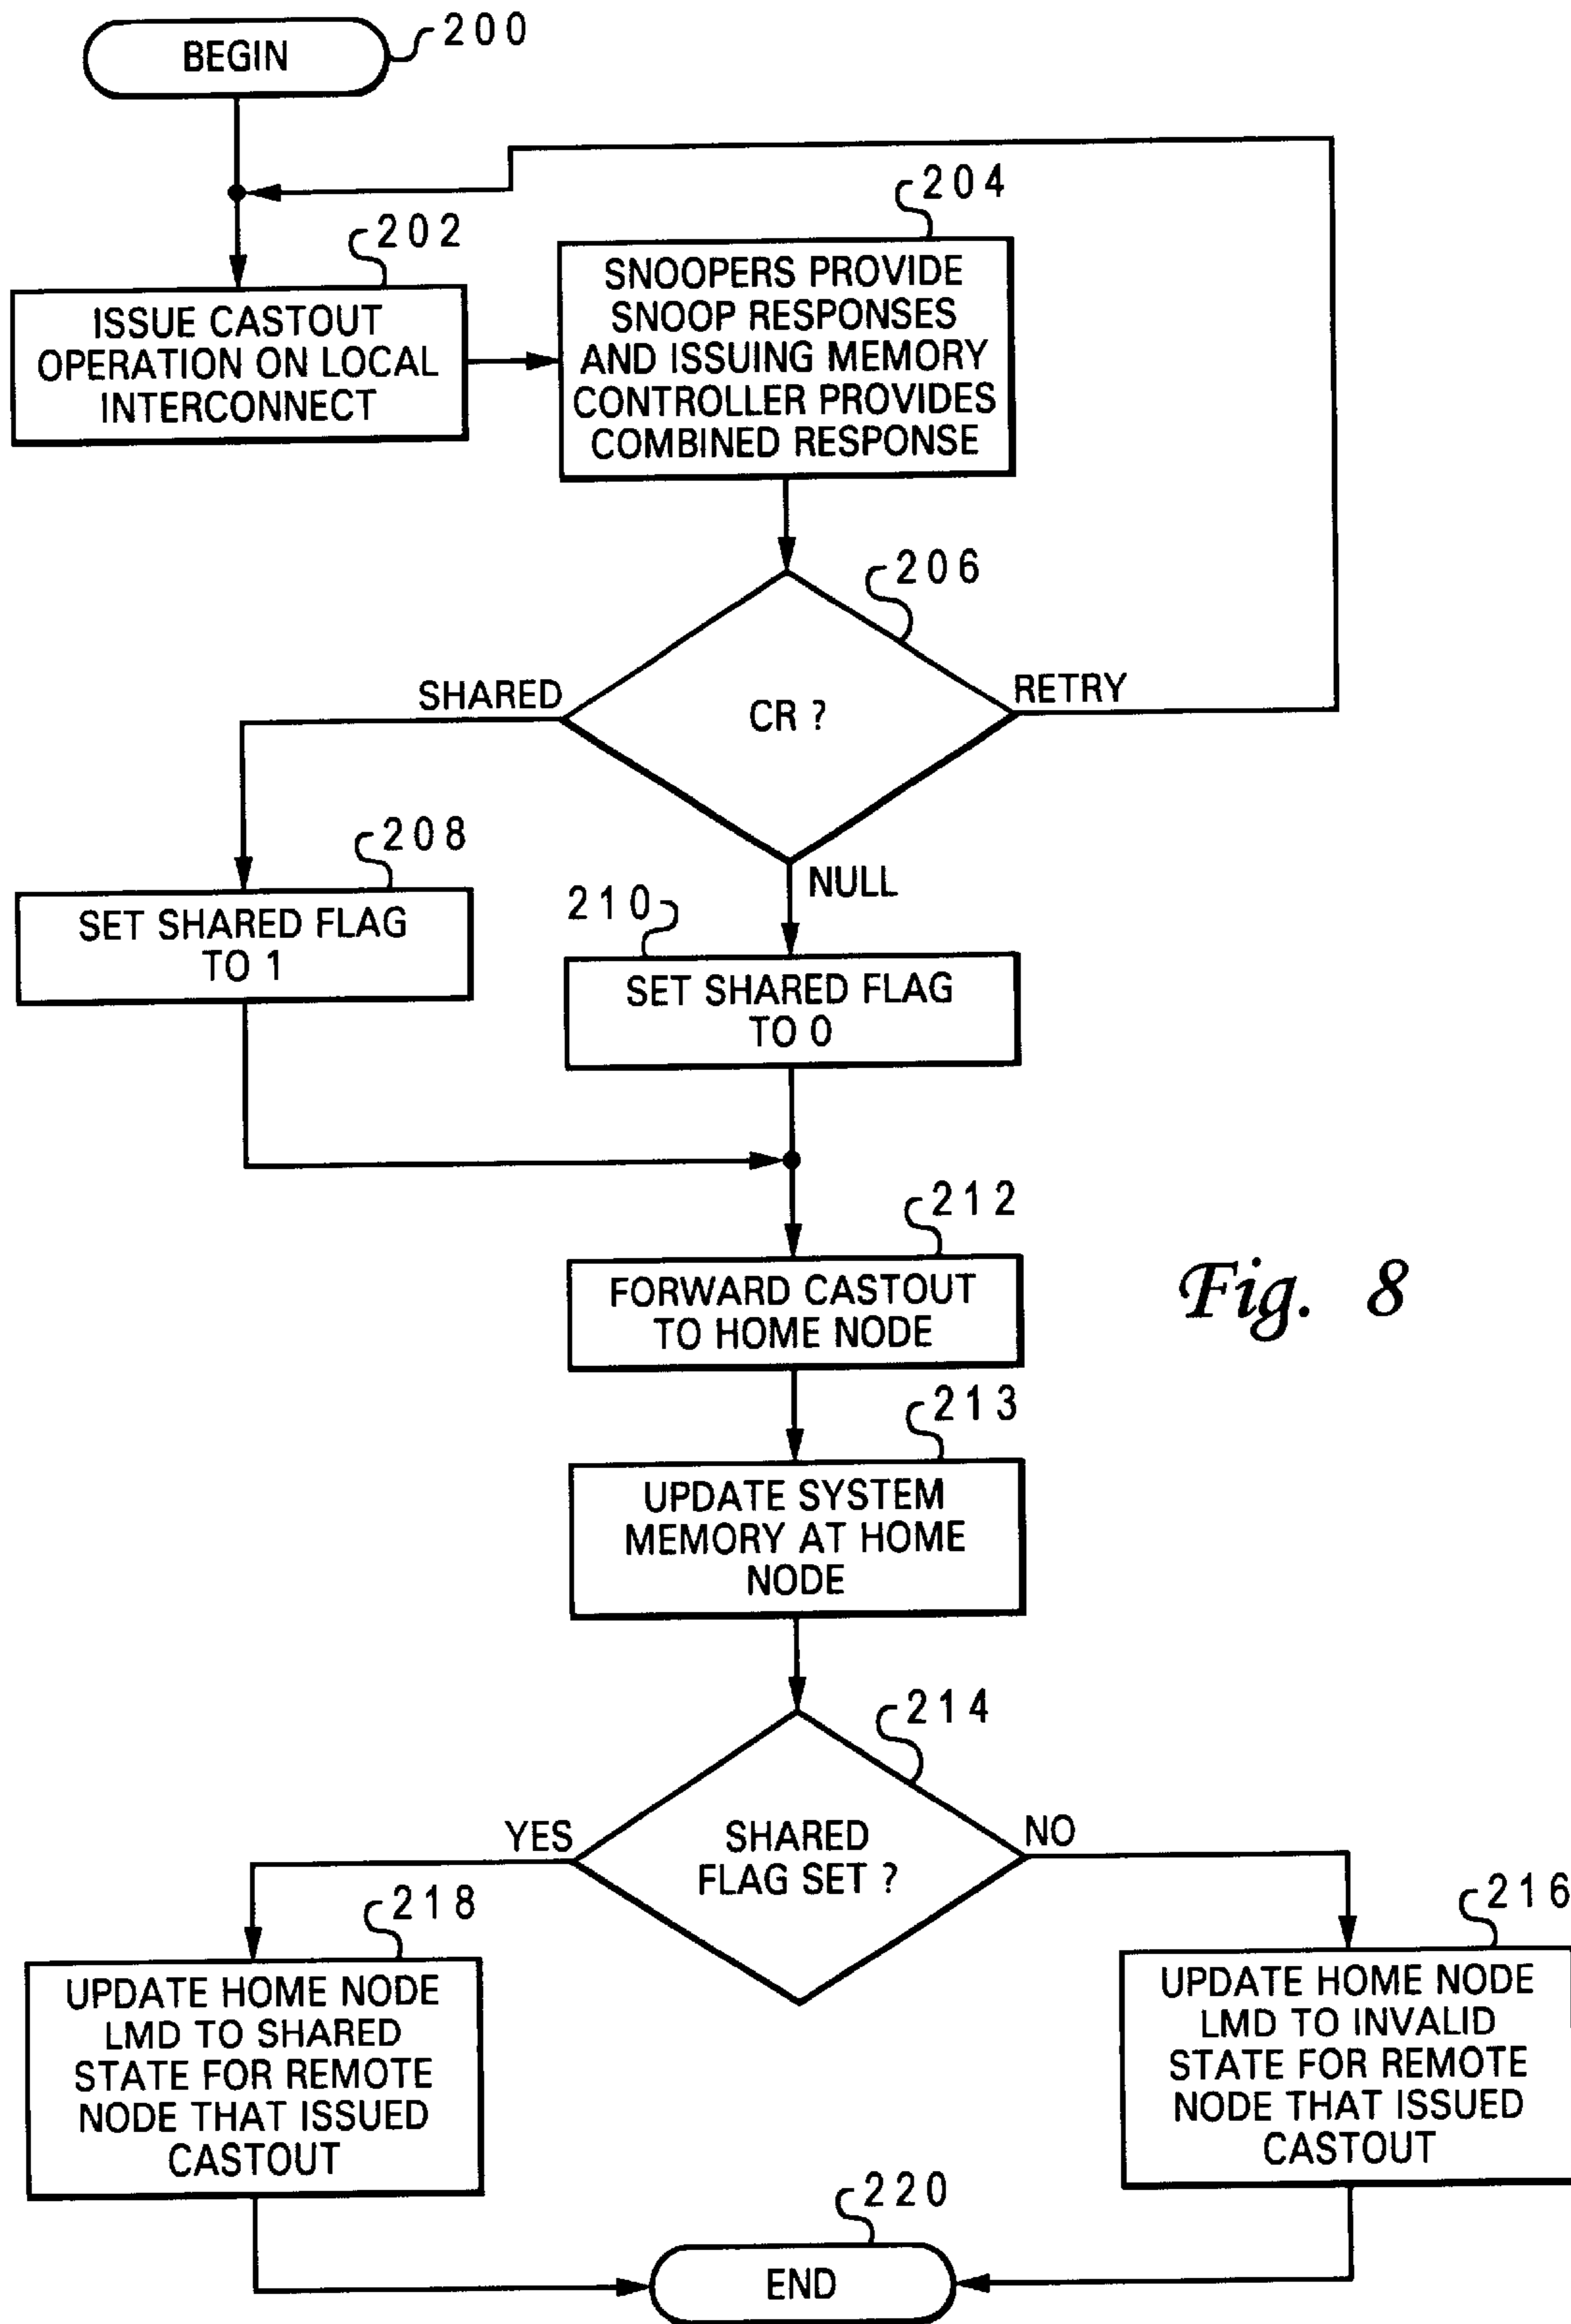 BEGIN
200
202
ISSUE CASTOUT
OPERATION ON LOCAL
INTERCONNECT
204
SNOOPERS PROVIDE
SNOOP RESPONSES
AND ISSUING MEMORY
CONTROLLER PROVIDES
COMBINED RESPONSE
206
CR ?
SHARED
RETRY
NULL
208
SET SHARED FLAG
TO 1
210
SET SHARED FLAG
TO 0
212
FORWARD CASTOUT
TO HOME NODE
Fig. 8
213
UPDATE SYSTEM
MEMORY AT HOME
NODE
214
SHARED
FLAG SET ?
YES
NO
218
UPDATE HOME NODE
LMD TO SHARED
STATE FOR REMOTE
NODE THAT ISSUED
CASTOUT
216
UPDATE HOME NODE
LMD TO INVALID
STATE FOR REMOTE
NODE THAT ISSUED
CASTOUT
220
END